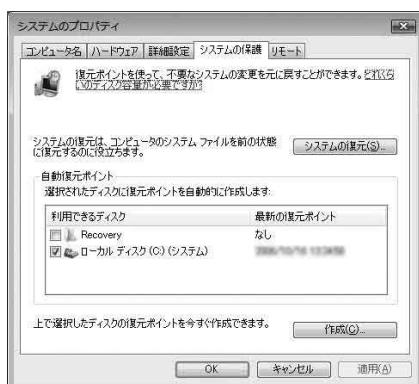 システムのプロパティ
コンピュータ名 ハードウェア 詳細設定 システムの保護 リモート
復元ポイントを使って、不要なシステムの変更を元に戻すことができます。どれくら
いのディスク容量が必要ですか?
システムの復元は、コンピュータのシステム ファイルを前の状態
に復元するのに役立ちます。
システムの復元(S)...
自動復元ポイント
選択されたディスクに復元ポイントを自動的に作成します:
利用できるディスク 最新の復元ポイント
Recovery なし
ローカル ディスク (C:) (システム)
上で選択したディスクの復元ポイントを今すぐ作成できます。
作成(C)...
OK キャンセル 適用(A)